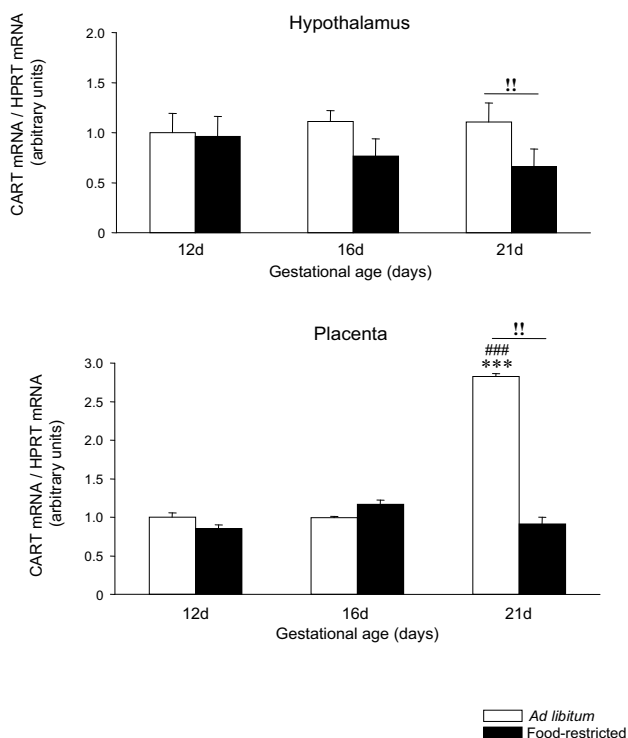 Hypothalamus
CART mRNA / HPRT mRNA
(arbitrary units)
2.0
1.5
1.0
0.5
0
!!
12d
16d
21d
Gestational age (days)
Placenta
CART mRNA / HPRT mRNA
(arbitrary units)
3.0
2.5
2.0
1.5
1.0
0.5
0
!!
###
***
12d
16d
21d
Gestational age (days)
Ad libitum
Food-restricted